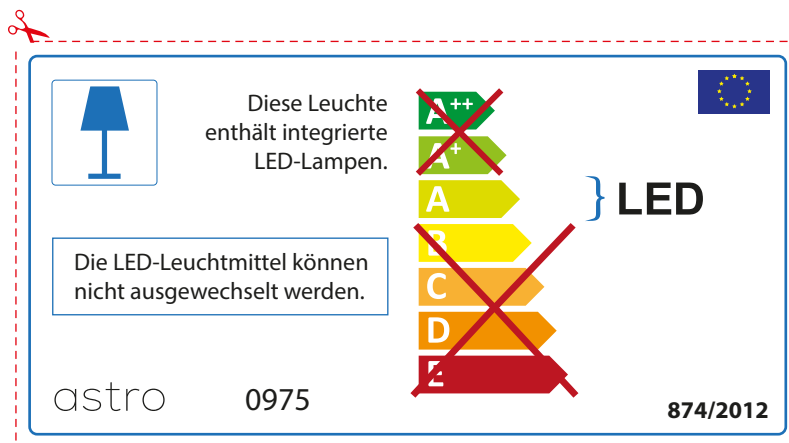 Diese Leuchte
enthält integrierte
LED-Lampen.
A++
A+
A
B
C
D
E
LED
Die LED-Leuchtmittel können
nicht ausgewechselt werden.
astro
0975
874/2012